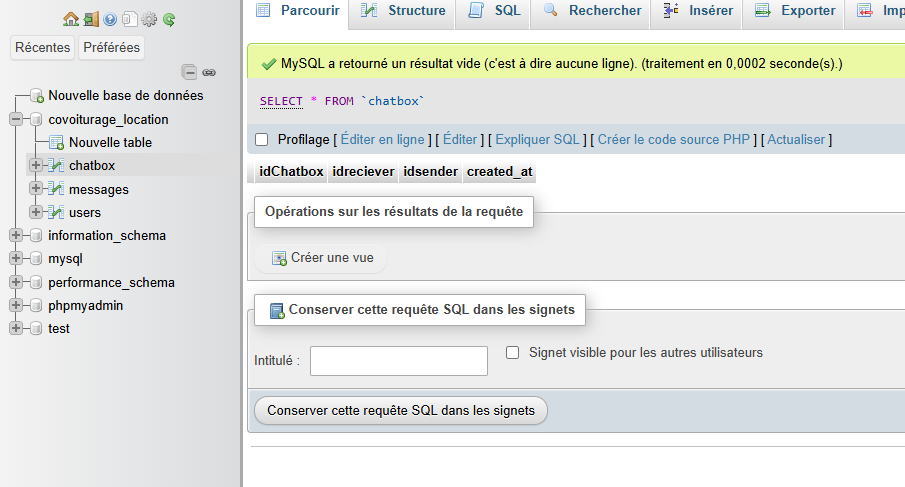 Récentes Préférées
Nouvelle base de données
covoiturage_location
Nouvelle table
chatbox
messages
users
information_schema
mysql
performance_schema
phpmyadmin
test
Parcourir Structure SQL Rechercher Insérer Exporter
MySQL a retourné un résultat vide (c'est à dire aucune ligne). (traitement en 0,0002 seconde(s).)
SELECT * FROM `chatbox`
Profilage [ Éditer en ligne ] [ Éditer ] [ Expliquer SQL ] [ Créer le code source PHP ] [ Actualiser ]
idChatbox idreciever idsender created_at
Opérations sur les résultats de la requête
Créer une vue
Conserver cette requête SQL dans les signets
Intitulé : Signet visible pour les autres utilisateurs
Conserver cette requête SQL dans les signets